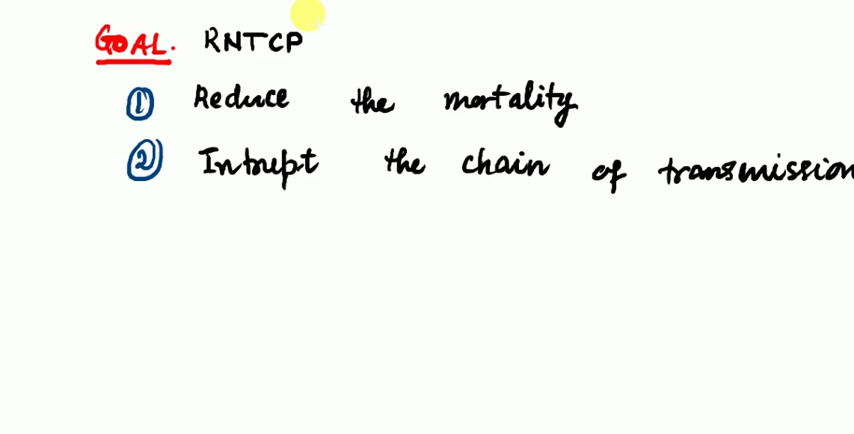 GOAL. RNTCP
① Reduce the mortality
② Intrupt the chain of transmission